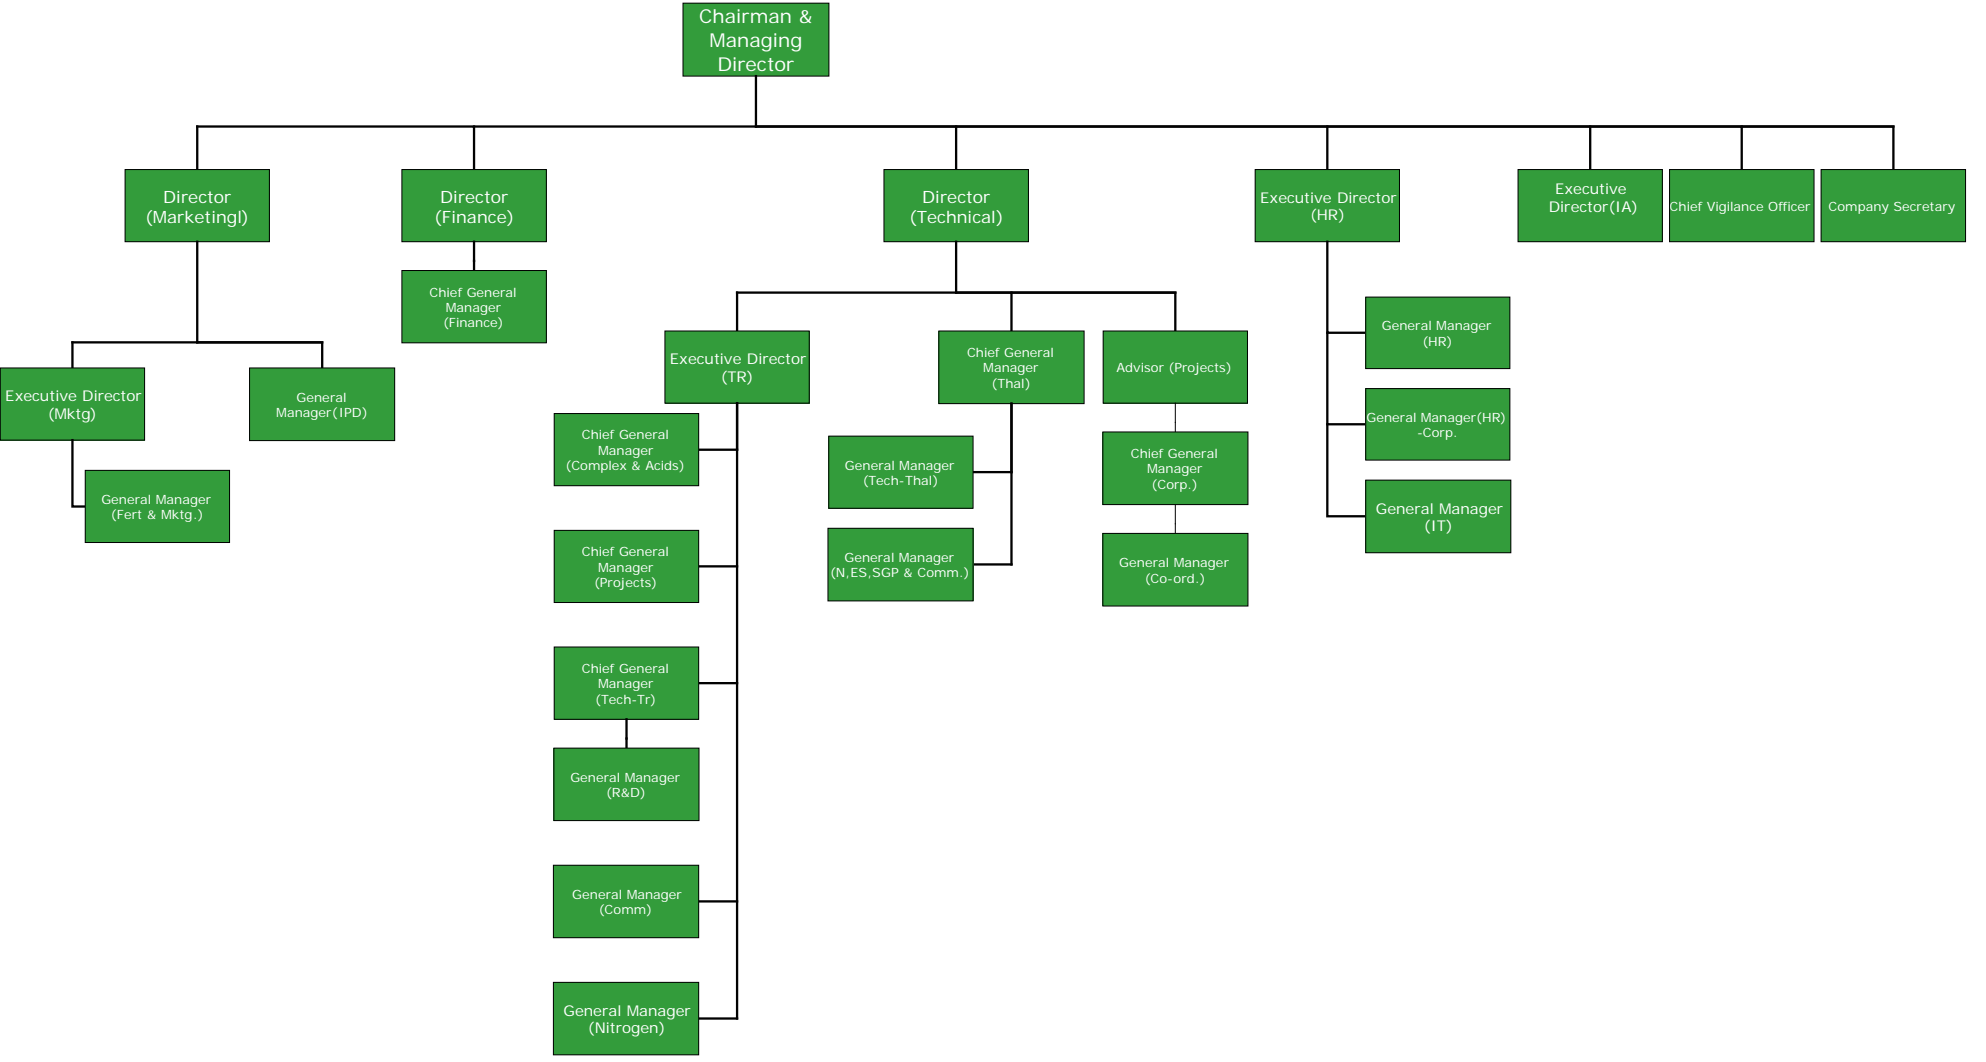 Chairman &
Managing
Director
Director
(Marketingl)
Director
(Finance)
Director
(Technical)
Executive Director
(HR)
Executive
Director(IA)
Chief Vigilance Officer
Company Secretary
Chief General
Manager
(Finance)
Executive Director
(Mktg)
General
Manager(IPD)
General Manager
(Fert & Mktg.)
Executive Director
(TR)
Chief General
Manager
(Complex & Acids)
Chief General
Manager
(Projects)
Chief General
Manager
(Tech-Tr)
General Manager
(R&D)
General Manager
(Comm)
General Manager
(Nitrogen)
Chief General
Manager
(Thal)
General Manager
(Tech-Thal)
General Manager
(N,ES,SGP & Comm.)
Advisor (Projects)
Chief General
Manager
(Corp.)
General Manager
(Co-ord.)
General Manager
(HR)
General Manager(HR)
-Corp.
General Manager
(IT)